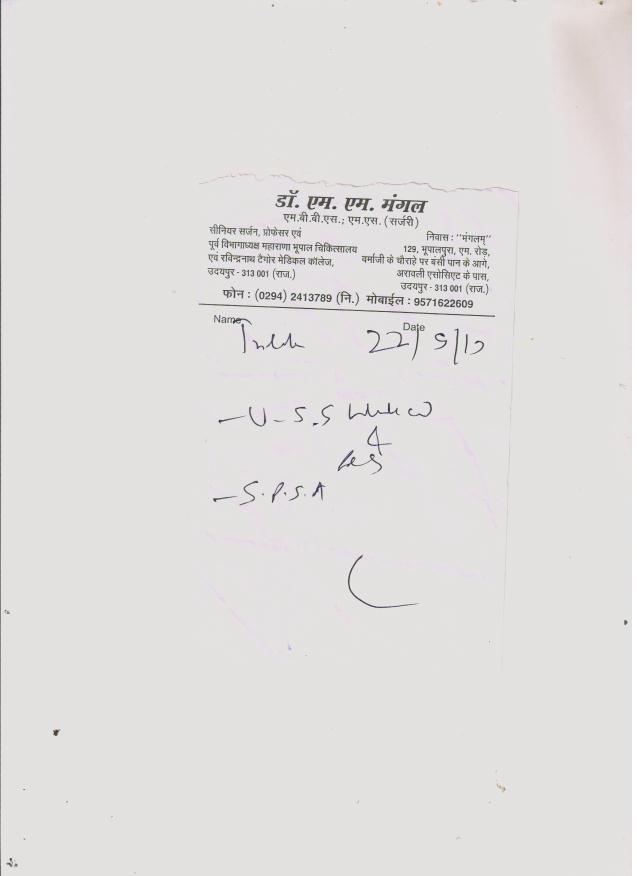 डॉ. एम. एम. मंगल
एम.बी.बी.एस.; एम.एस. (सर्जरी)
सीनियर सर्जन, प्रोफेसर एवं
पूर्व विभागाध्यक्ष महाराणा भूपाल चिकित्सालय
एवं रविन्द्रनाथ टैगोर मेडिकल कॉलेज,
उदयपुर - 313 001 (राज.)
निवास : "मंगलम्"
129, भूपालपुरा, एम. रोड़,
वर्माजी के चौराहे पर बंसी पान के आगे,
अरावली एसोसिएट के पास,
उदयपुर - 313 001 (राज.)
फोन : (0294) 2413789 (नि.) मोबाईल : 9571622609
Name
Date
22/5/
- U - S . S
&
- S . P . S . A